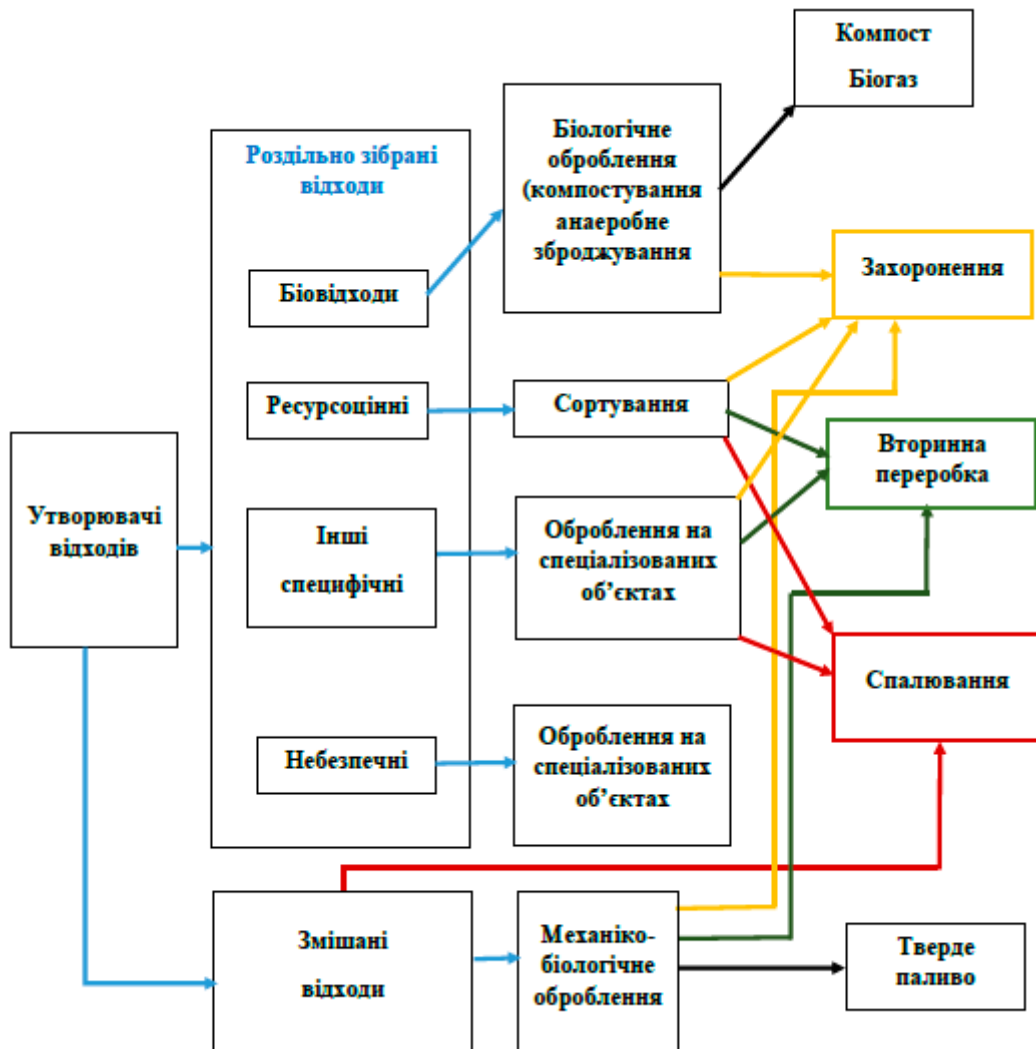 Компост
Біогаз
Біологічне
оброблення
(компостування
анаеробне
зброджування
Роздільно зібрані
відходи
Захоронення
Біовідходи
Ресурсоцінні
Сортування
Вторинна
переробка
Утворювачі
відходів
Інші
специфічні
Оброблення на
спеціалізованих
об’єктах
Спалювання
Небезпечні
Оброблення на
спеціалізованих
об’єктах
Змішані
відходи
Механіко-
біологічне
оброблення
Тверде
паливо